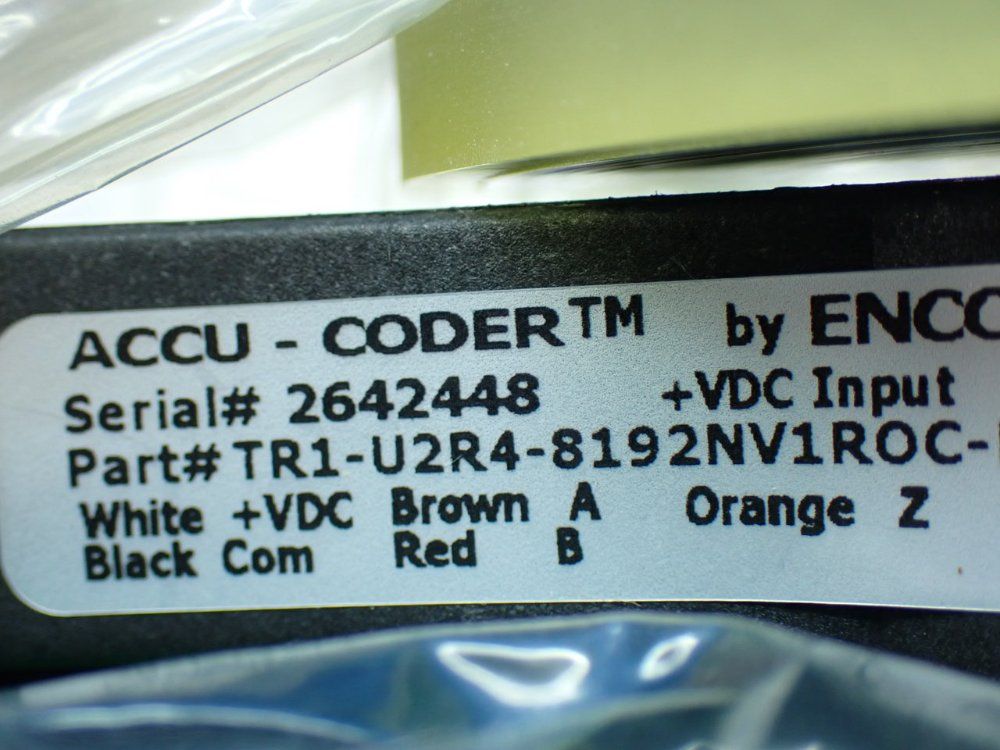 ACCU - CODER™ by ENCO
Serial# 2642448 +VDC Input
Part# TR1-U2R4-8192NV1ROC-
White +VDC Brown A Orange Z
Black Com Red B